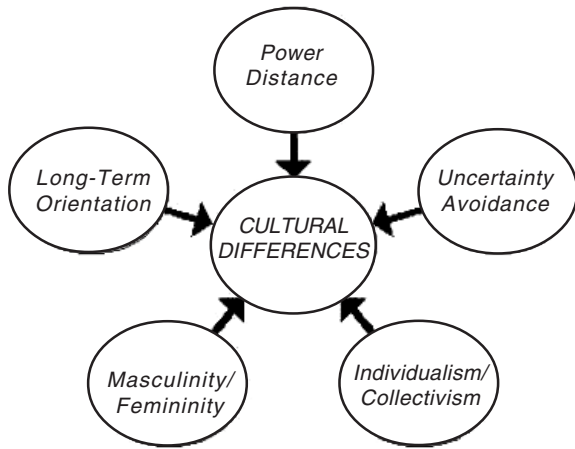 Power
Distance
Long-Term
Orientation
Uncertainty
Avoidance
CULTURAL
DIFFERENCES
Masculinity/
Femininity
Individualism/
Collectivism